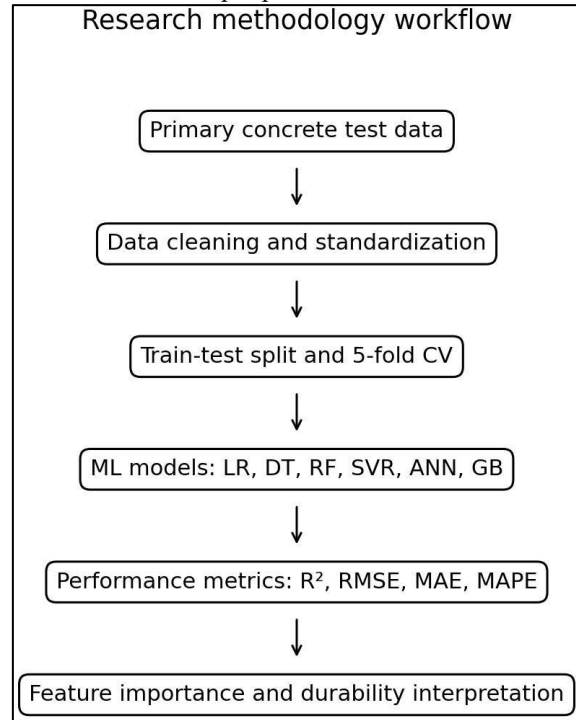 Research methodology workflow
Primary concrete test data
Data cleaning and standardization
Train-test split and 5-fold CV
ML models: LR, DT, RF, SVR, ANN, GB
Performance metrics: R², RMSE, MAE, MAPE
Feature importance and durability interpretation